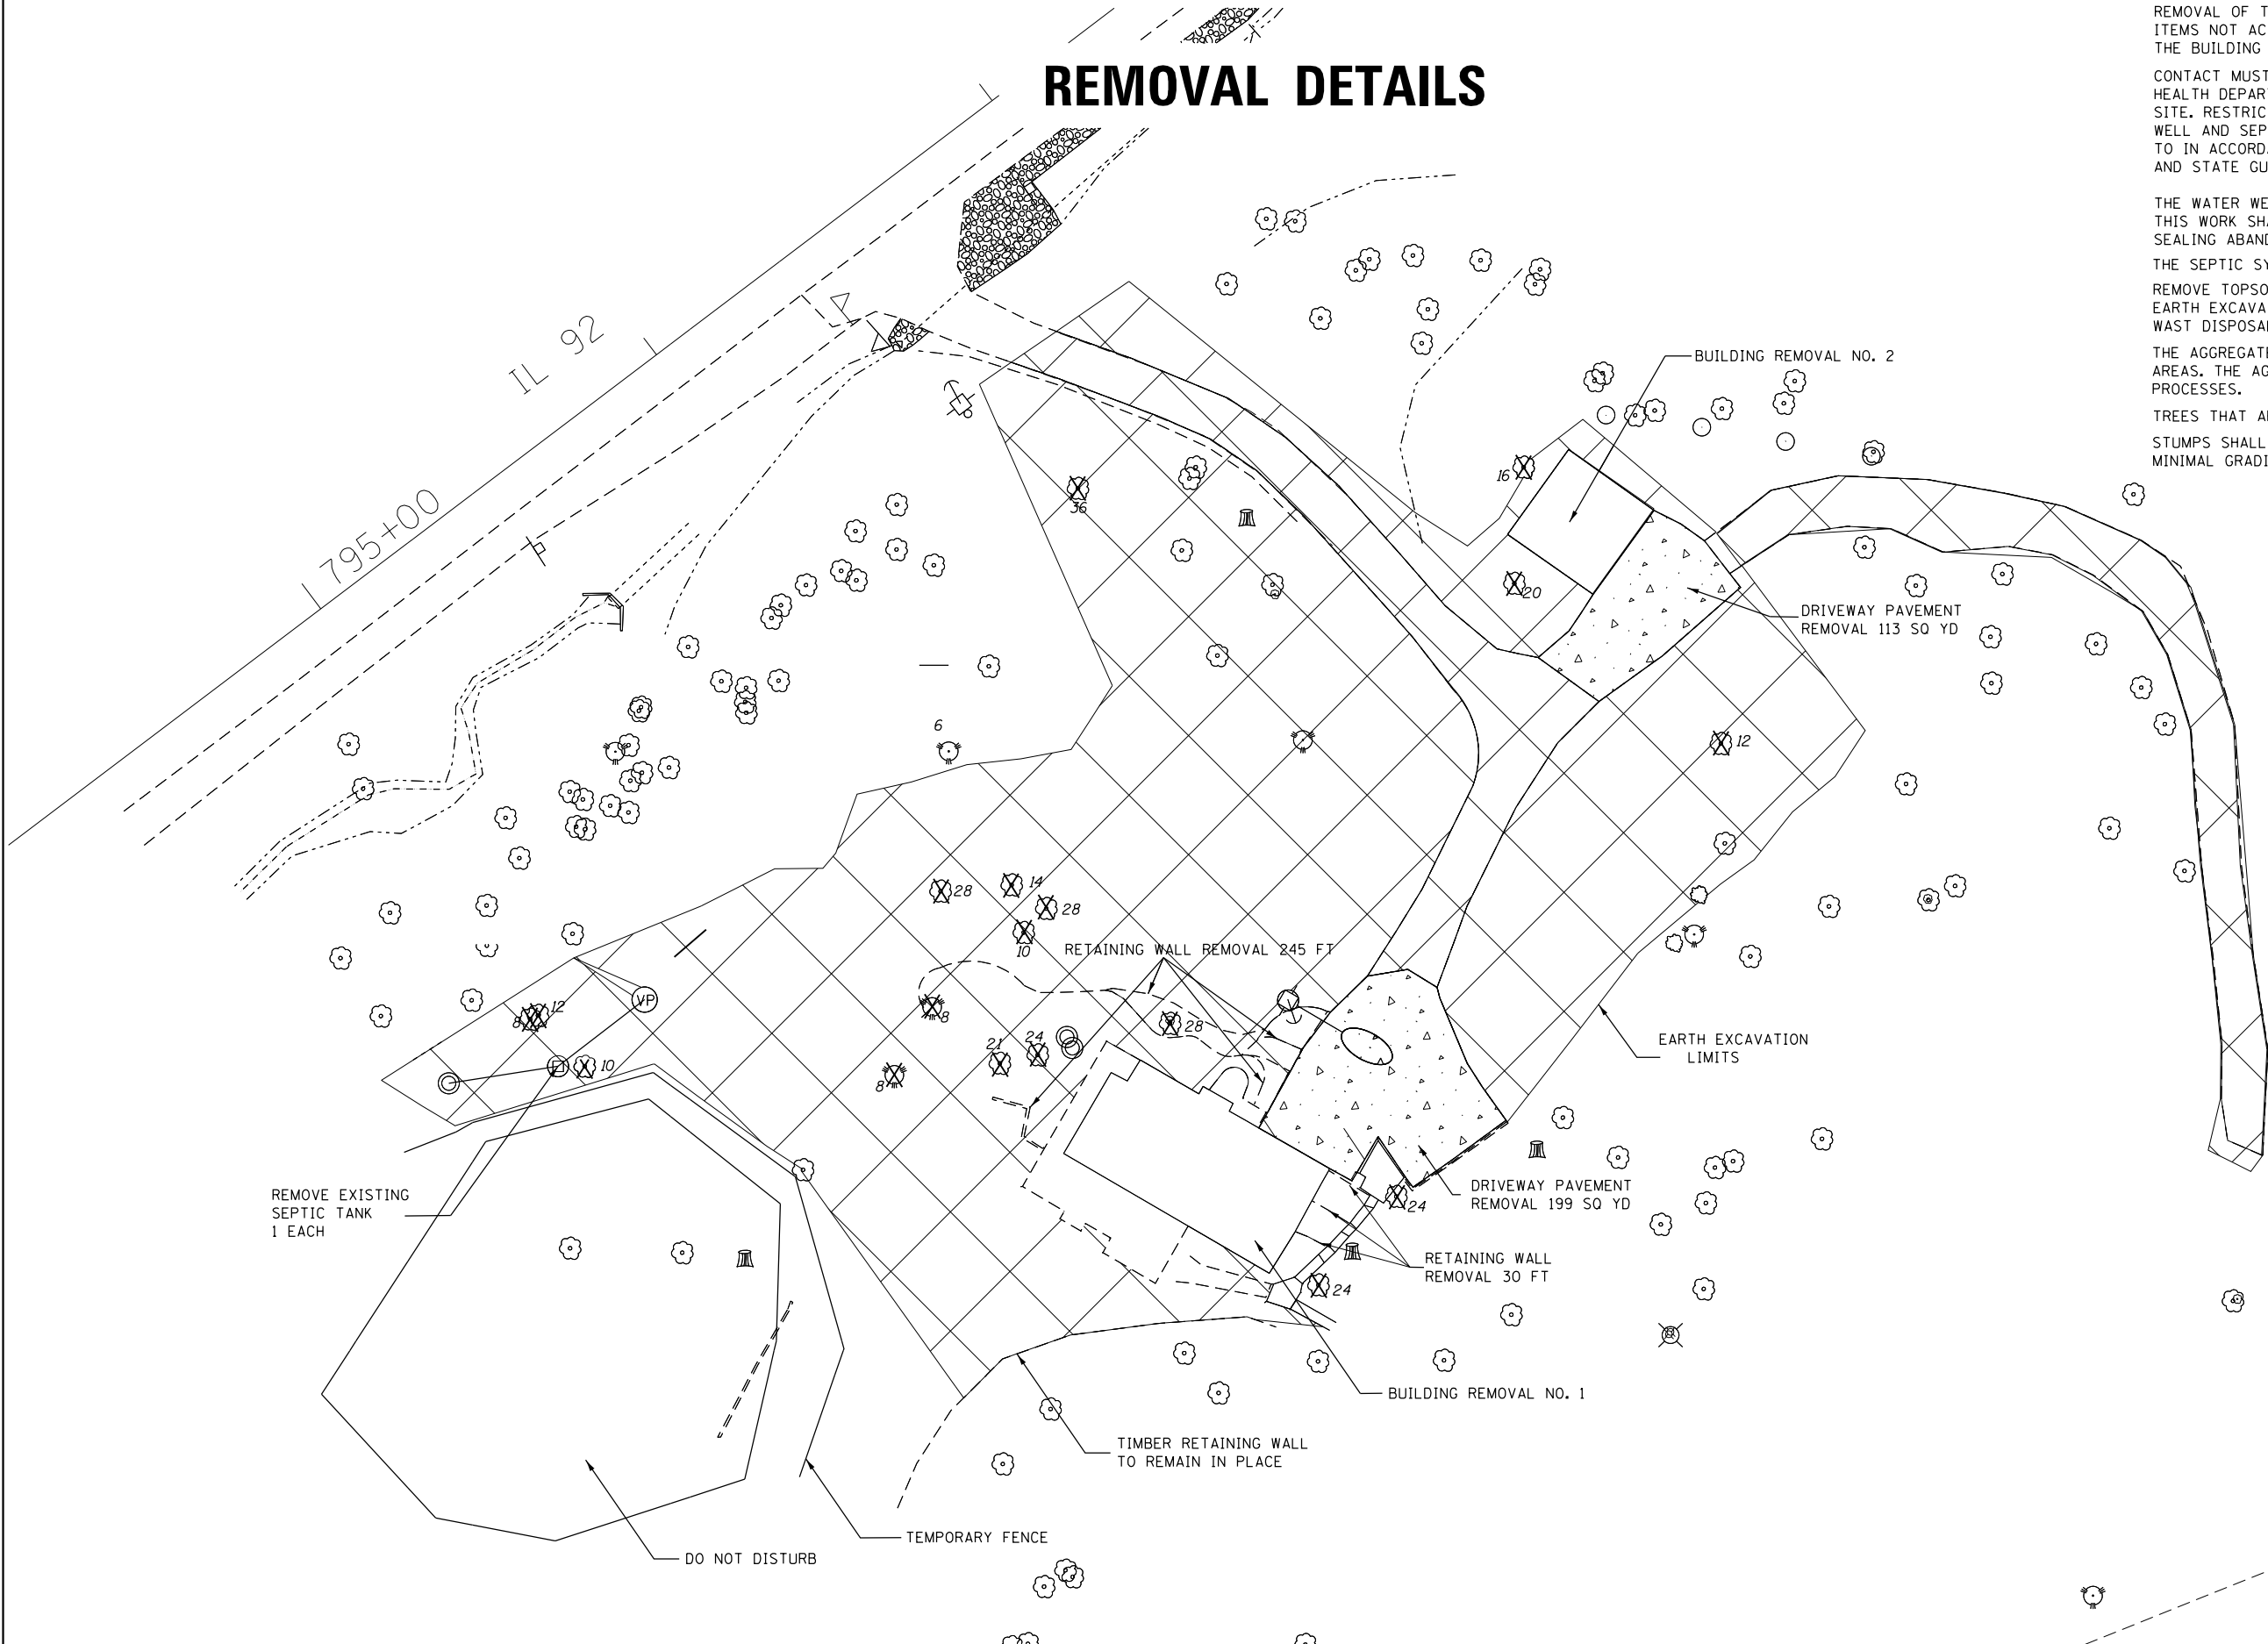 REMOVAL DETAILS
REMOVAL OF
ITEMS NOT
THE BUILDING
CONTACT MUST
HEALTH
SITE.
WELL AND
TO IN
AND STATE
THE WATER
THIS WORK
SEALING
THE SEPTIC
REMOVE
EARTH
WAST
THE
AREAS. THE
PROCESSES.
TREES THAT
STUMPS SHALL
MINIMAL
IL 92
795+00
BUILDING REMOVAL NO. 2
16
36
20
DRIVEWAY PAVEMENT
REMOVAL 113 SQ YD
6
12
28
14
28
10
RETAINING WALL REMOVAL 245 FT
VP
8
12
8
28
10
21
24
8
EARTH EXCAVATION
LIMITS
REMOVE EXISTING
SEPTIC TANK
1 EACH
DRIVEWAY PAVEMENT
REMOVAL 199 SQ YD
24
RETAINING WALL
REMOVAL 30 FT
24
BUILDING REMOVAL NO. 1
TIMBER RETAINING WALL
TO REMAIN IN PLACE
TEMPORARY FENCE
DO NOT DISTURB